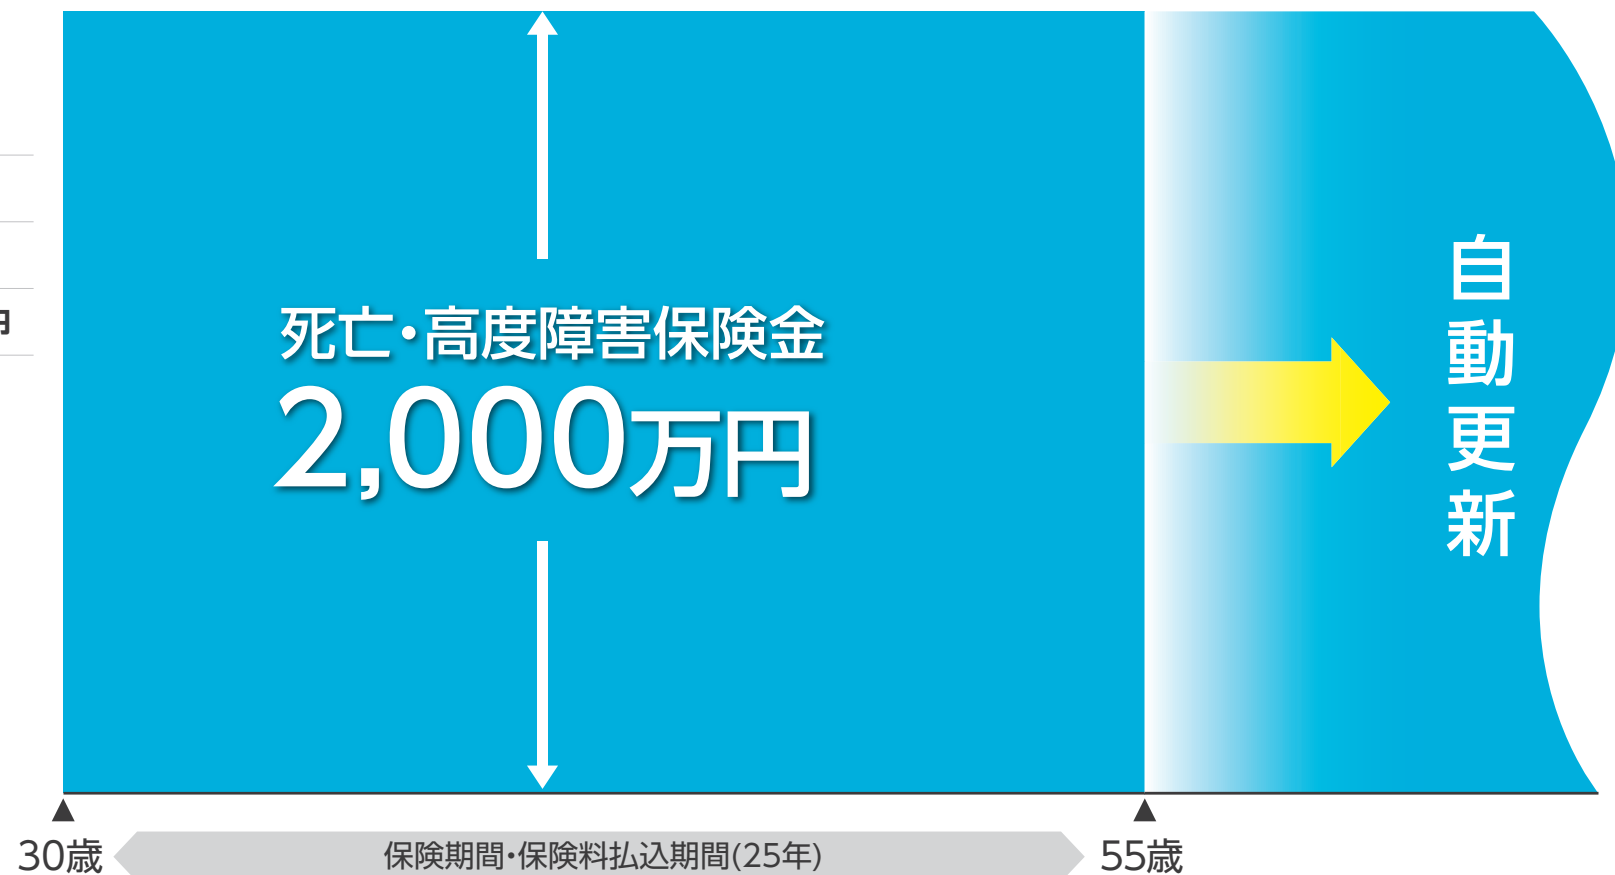 死亡・高度障害保険金
2,000万円
自動更新
円
30歳
保険期間・保険料払込期間(25年)
55歳